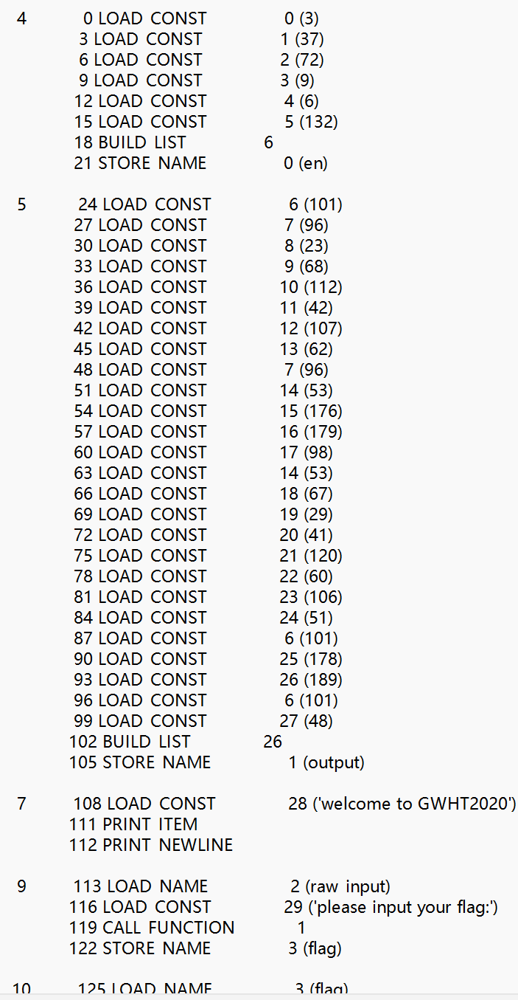 4 0 LOAD CONST 0 (3)
3 LOAD CONST 1 (37)
6 LOAD CONST 2 (72)
9 LOAD CONST 3 (9)
12 LOAD CONST 4 (6)
15 LOAD CONST 5 (132)
18 BUILD LIST 6
21 STORE NAME 0 (en)
5 24 LOAD CONST 6 (101)
27 LOAD CONST 7 (96)
30 LOAD CONST 8 (23)
33 LOAD CONST 9 (68)
36 LOAD CONST 10 (112)
39 LOAD CONST 11 (42)
42 LOAD CONST 12 (107)
45 LOAD CONST 13 (62)
48 LOAD CONST 7 (96)
51 LOAD CONST 14 (53)
54 LOAD CONST 15 (176)
57 LOAD CONST 16 (179)
60 LOAD CONST 17 (98)
63 LOAD CONST 14 (53)
66 LOAD CONST 18 (67)
69 LOAD CONST 19 (29)
72 LOAD CONST 20 (41)
75 LOAD CONST 21 (120)
78 LOAD CONST 22 (60)
81 LOAD CONST 23 (106)
84 LOAD CONST 24 (51)
87 LOAD CONST 6 (101)
90 LOAD CONST 25 (178)
93 LOAD CONST 26 (189)
96 LOAD CONST 6 (101)
99 LOAD CONST 27 (48)
102 BUILD LIST 26
105 STORE NAME 1 (output)
7 108 LOAD CONST 28 ('welcome to GWHT2020')
111 PRINT ITEM
112 PRINT NEWLINE
9 113 LOAD NAME 2 (raw input)
116 LOAD CONST 29 ('please input your flag:')
119 CALL FUNCTION 1
122 STORE NAME 3 (flag)
10 125 LOAD NAME 3 (flag)